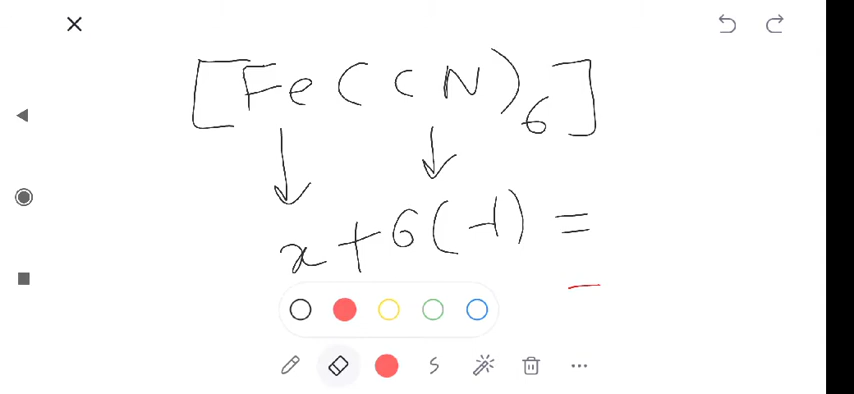 [Fe(CN)6]
x+6(-1) =